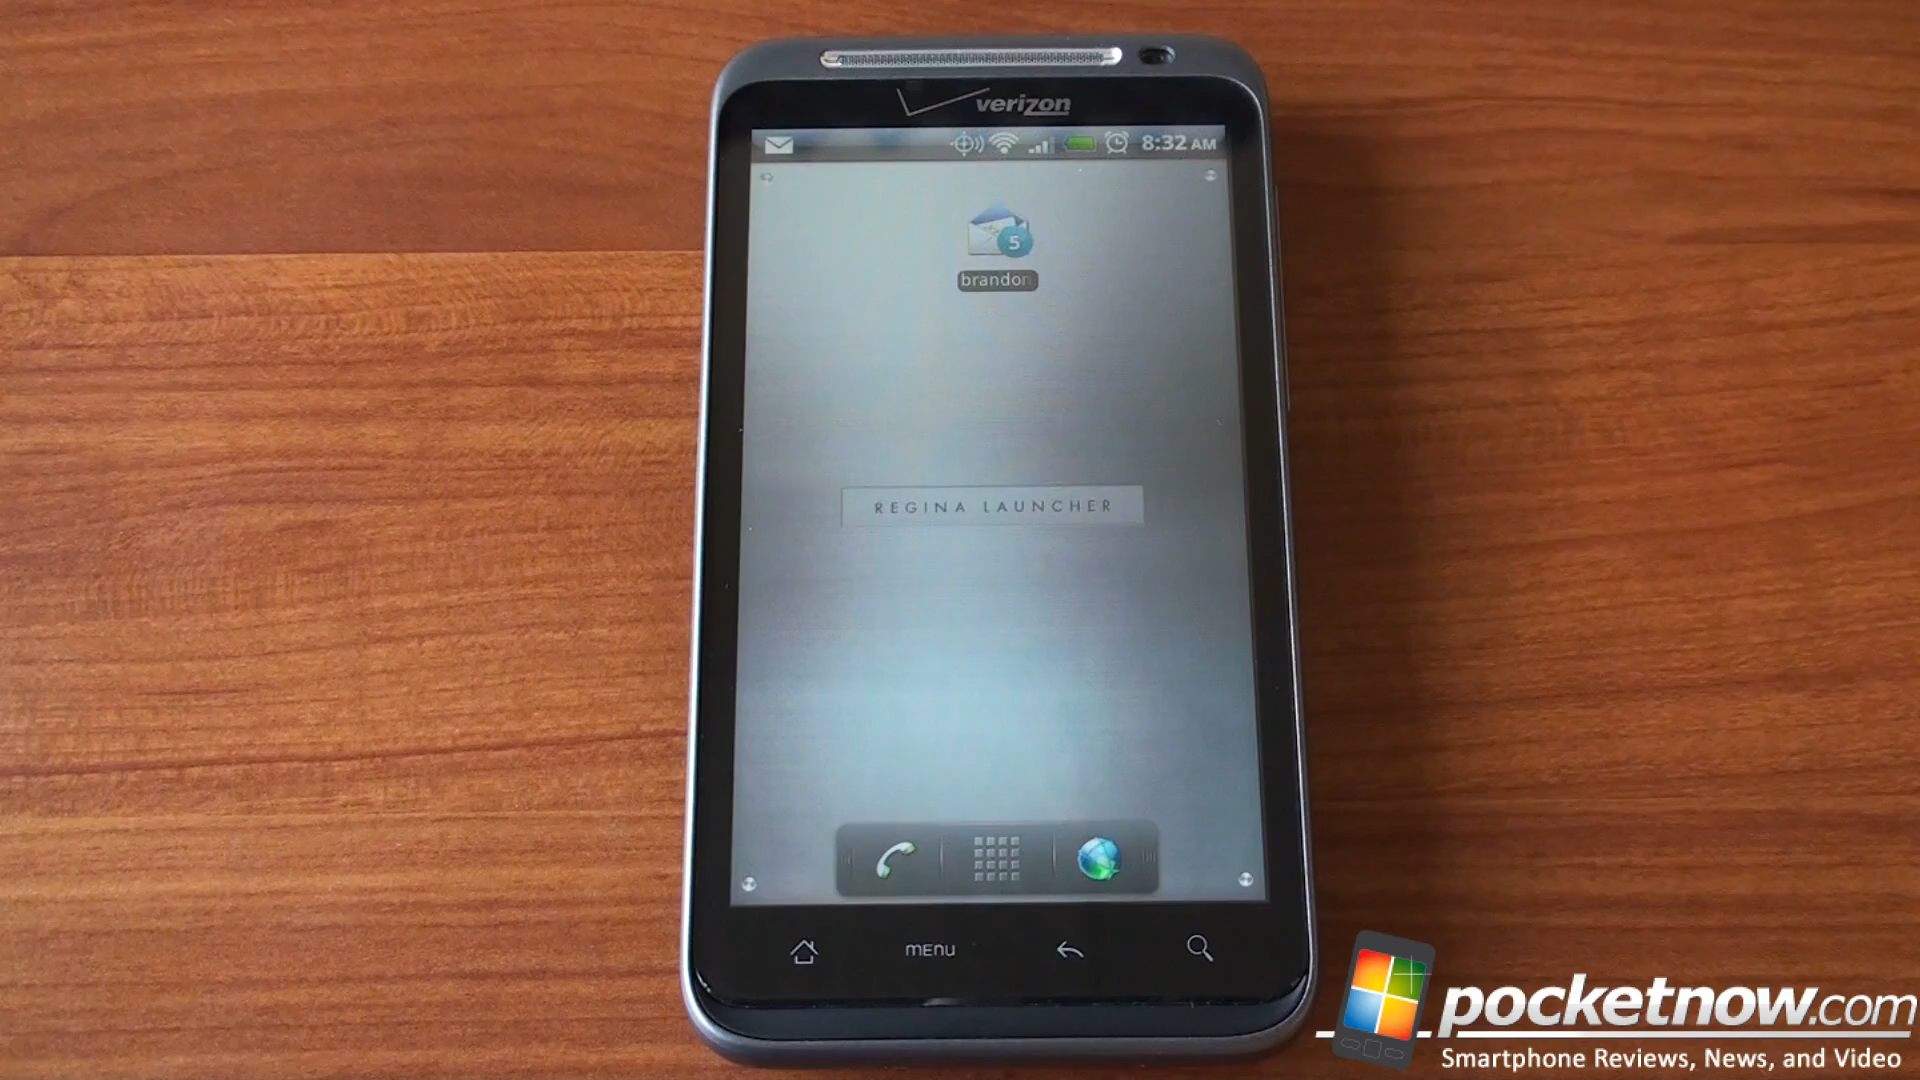 verizon
8:32 AM
5
brandon
REGINA LAUNCHER
MENU
pocketnow.com
Smartphone Reviews, News, and Video